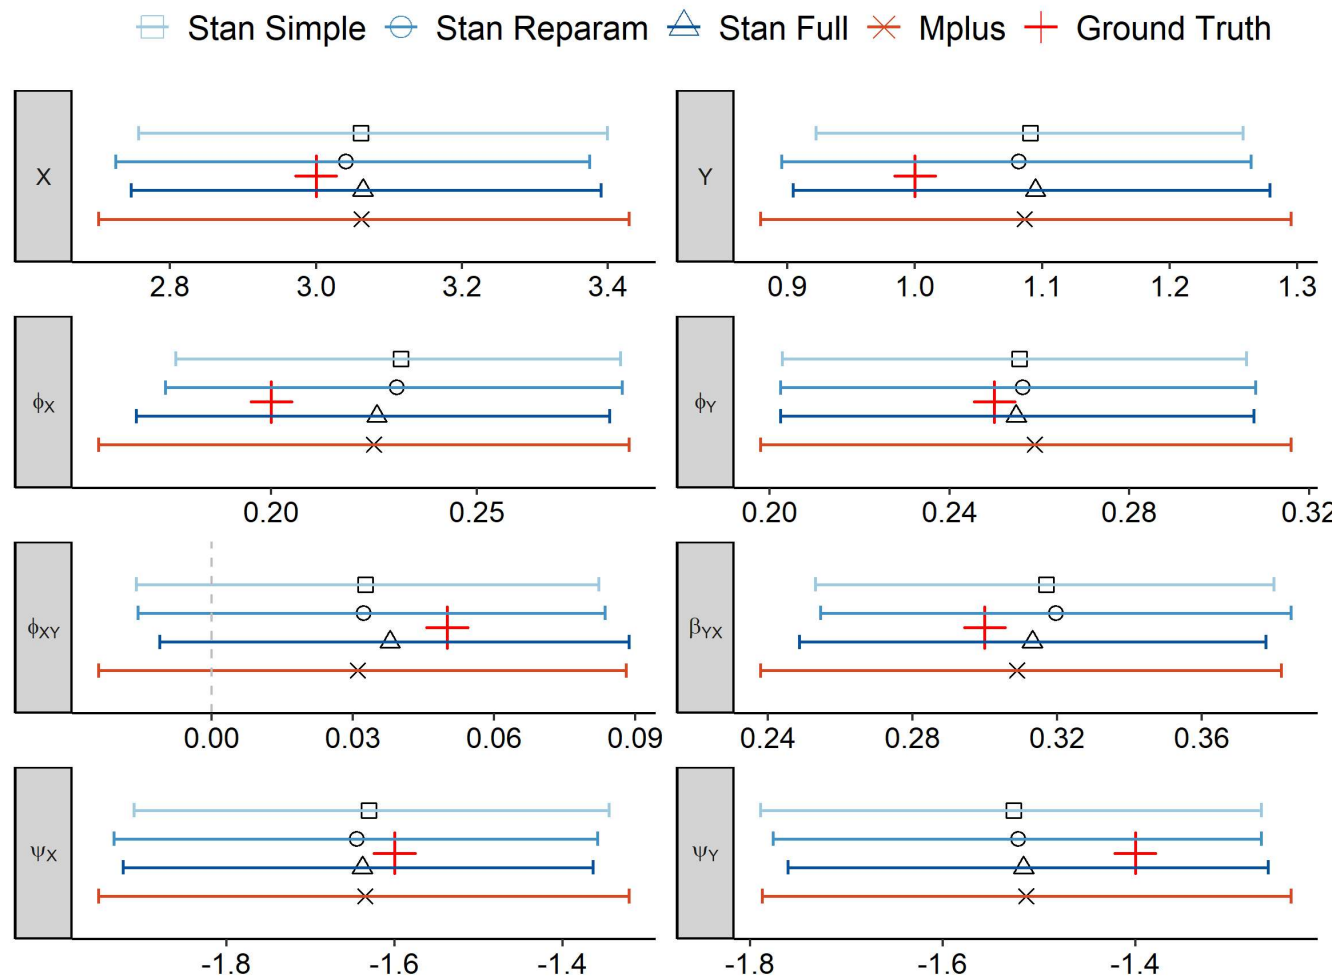 Stan Simple Stan Reparam Stan Full Mplus Ground Truth
X
2.8 3.0 3.2 3.4
Y
0.9 1.0 1.1 1.2 1.3
ϕX
0.20 0.25
ϕY
0.20 0.24 0.28 0.32
ϕXY
0.00 0.03 0.06 0.09
βYX
0.24 0.28 0.32 0.36
ψX
-1.8 -1.6 -1.4
ψY
-1.8 -1.6 -1.4